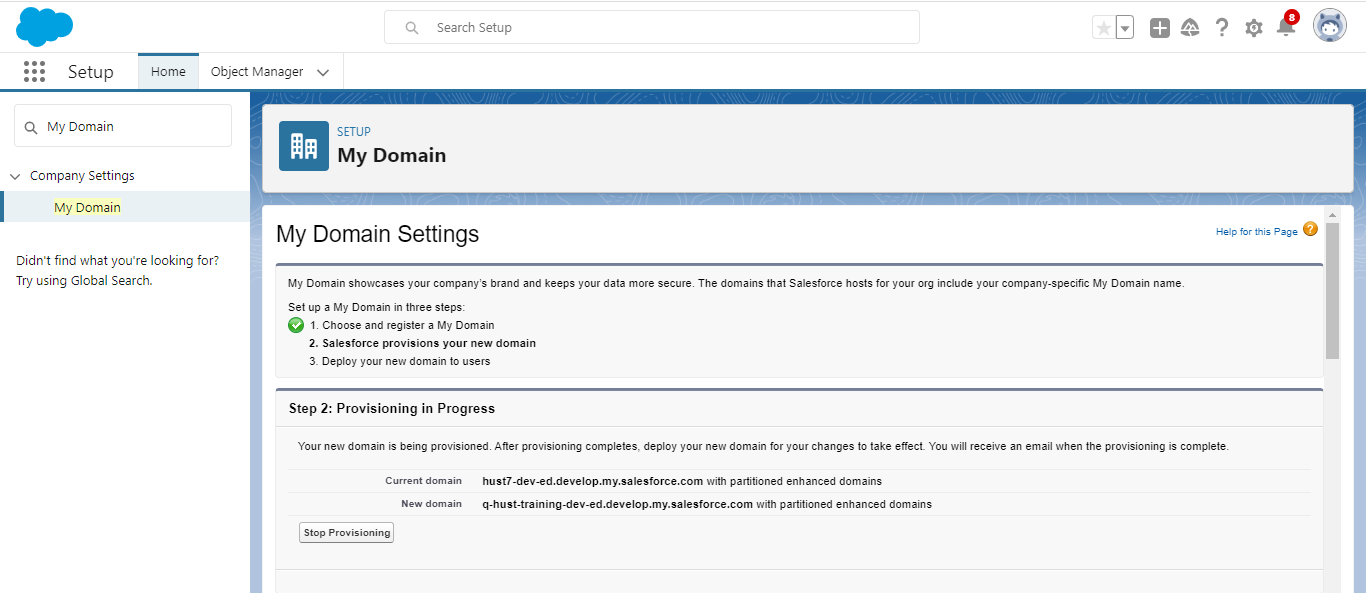 Search Setup
8
Setup
Home
Object Manager
My Domain
Company Settings
My Domain
Didn't find what you're looking for?
Try using Global Search.
SETUP
My Domain
My Domain Settings
Help for this Page ?
My Domain showcases your company's brand and keeps your data more secure. The domains that Salesforce hosts for your org include your company-specific My Domain name.
Set up a My Domain in three steps:
1. Choose and register a My Domain
2. Salesforce provisions your new domain
3. Deploy your new domain to users
Step 2: Provisioning in Progress
Your new domain is being provisioned. After provisioning completes, deploy your new domain for your changes to take effect. You will receive an email when the provisioning is complete.
Current domain hust7-dev-ed.develop.my.salesforce.com with partitioned enhanced domains
New domain q-hust-training-dev-ed.develop.my.salesforce.com with partitioned enhanced domains
Stop Provisioning